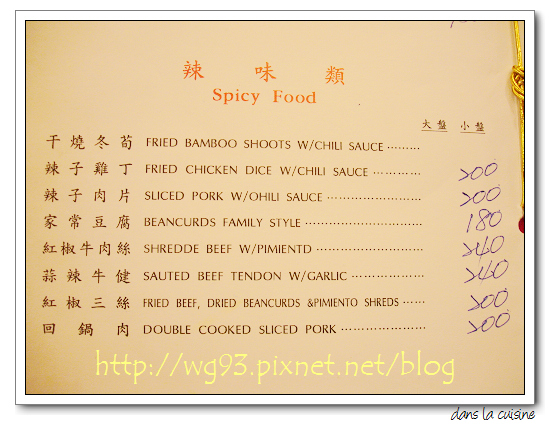 辣味類
Spicy Food
大盤 小盤
干燒冬荀 FRIED BAMBOO SHOOTS W/CHILI SAUCE ………
辣子雞丁 FRIED CHICKEN DICE W/CHILI SAUCE ………… 200
辣子肉片 SLICED PORK W/OHILI SAUCE ………………… 200
家常豆腐 BEANCURDS FAMILY STYLE ……………………… 180
紅椒牛肉絲 SHREDDE BEEF W/PIMIENTD …………………… 240
蒜辣牛健 SAUTED BEEF TENDON W/GARLIC ……………… 240
紅椒三絲 FRIED BEEF, DRIED BEANCURDS &PIMIENTO SHREDS …… 200
回鍋肉 DOUBLE COOKED SLICED PORK ………………… 200
http://wg93.pixnet.net/blog
dans la cuisine